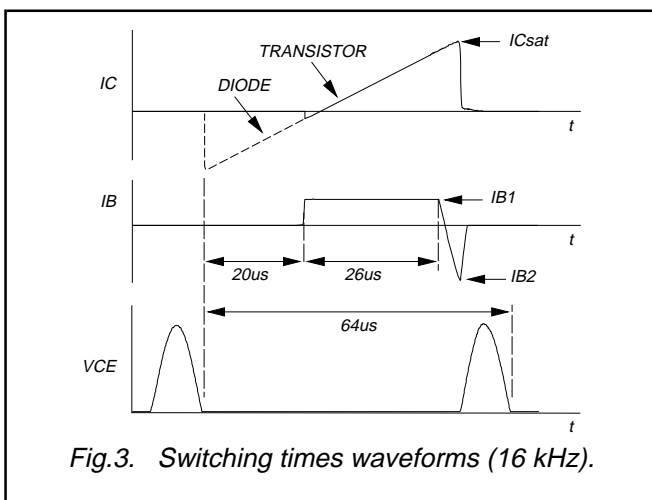 ICsat
TRANSISTOR
DIODE
IC
t
IB
IB1
t
20us
26us
IB2
64us
VCE
t
Fig.3. Switching times waveforms (16 kHz).